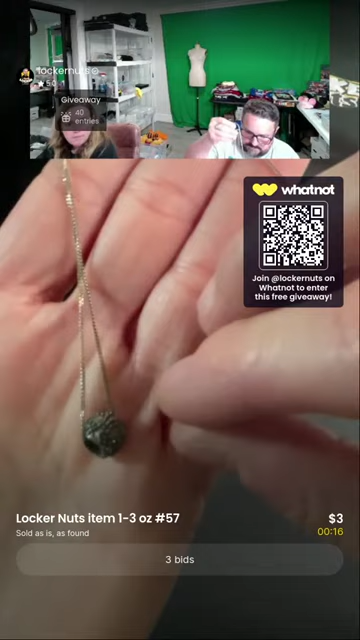 lockernuts
Giveaway
40
entries
whatnot
Join @lockernuts on
Whatnot to enter
this free giveaway!
Locker Nuts item 1-3 oz #57
$3
Sold as is, as found
00:16
3 bids